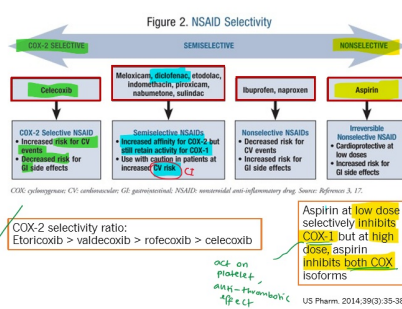 Figure 2. NSAID Selectivity
COX-2 SELECTIVE
SEMISELECTIVE
NONSELECTIVE
Celecoxib
Meloxicam, diclofenac, etodolac,
indomethacin, piroxicam,
nabumetone, sulindac
Ibuprofen, naproxen
Aspirin
COX-2 Selective NSAID
• Increased risk for CV
events
• Decreased risk for
GI side effects
Semiselective NSAIDs
• Increased affinity for COX-2 but
still retain activity for COX-1
• Use with caution in patients at
increased CV risk
CI
Nonselective NSAIDs
• Decreased risk for
CV events
• Increased risk for
GI side effects
Irreversible
Nonselective NSAID
• Cardioprotective at
low doses
• Increased risk for
GI side effects
COX: cyclooxygenase; CV: cardiovascular; GI: gastrointestinal; NSAID: nonsteroidal anti-inflammatory drug. Source: References 3, 17.
COX-2 selectivity ratio:
Etoricoxib > valdecoxib > rofecoxib > celecoxib
act on
platelet,
anti-thrombotic
effect
Aspirin at low dose
selectively inhibits
COX-1 but at high
dose, aspirin
inhibits both COX
isoforms
US Pharm. 2014;39(3):35-38